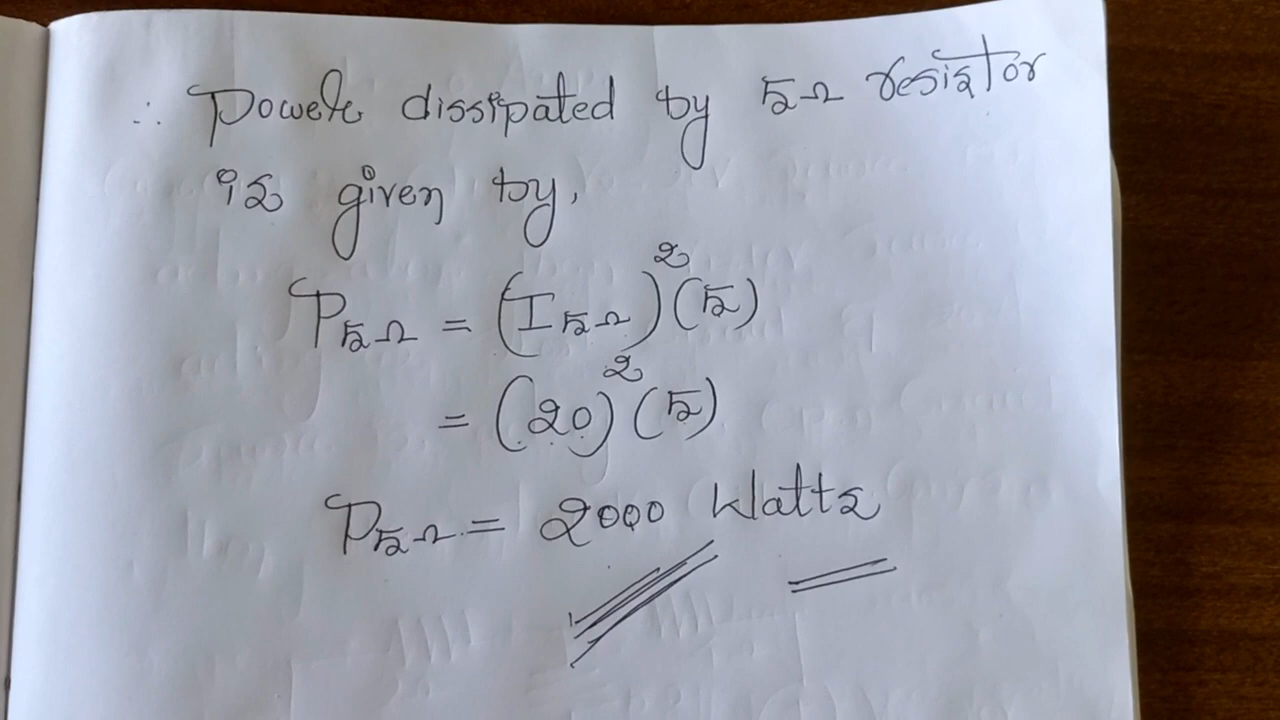 ∴ Power dissipated by 5Ω resistor
is given by,
P5Ω = (I5Ω)²(5)
= (20)²(5)
P5Ω = 2000 Watts